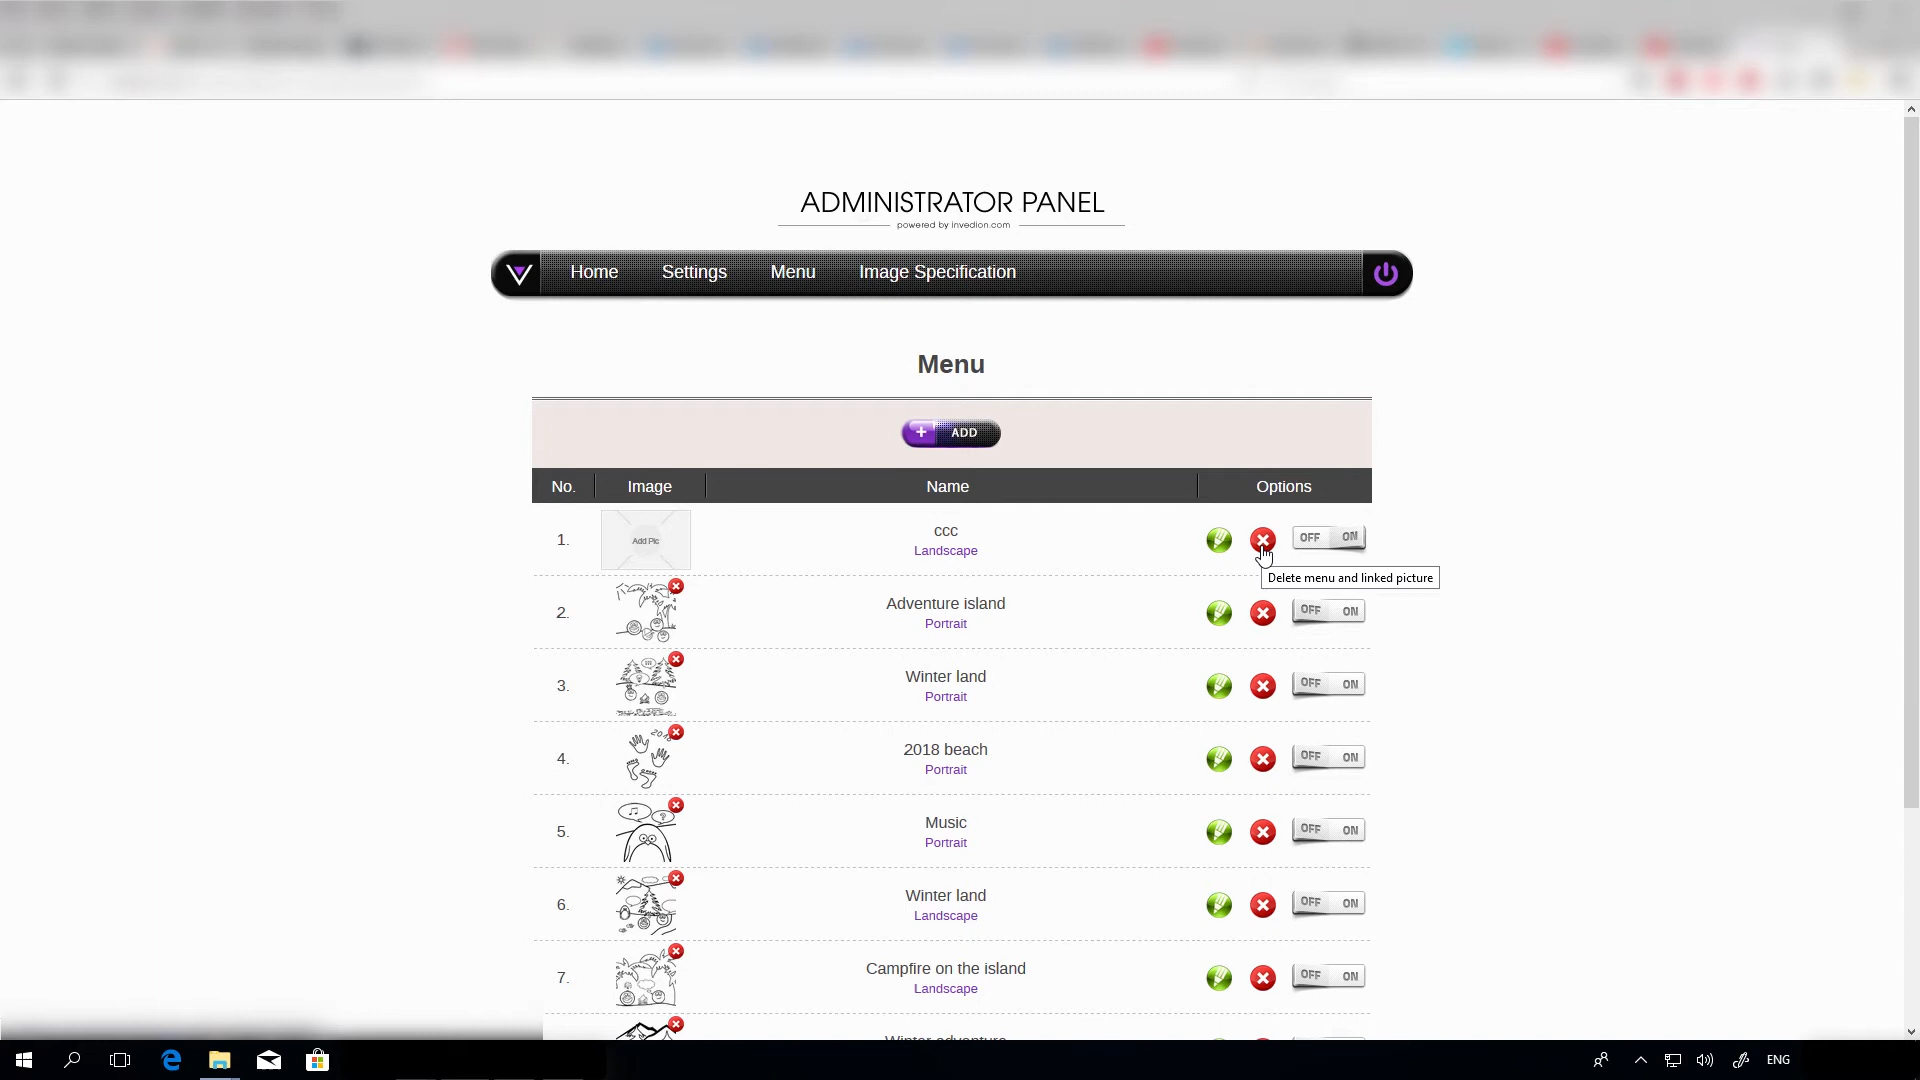 ADMINISTRATOR PANEL
powered by invedion.com
Home Settings Menu Image Specification
Menu
+ ADD
No. Image Name Options
1. Add Pic ccc OFF ON
Landscape
Delete menu and linked picture
2. Adventure island OFF ON
Portrait
3. Winter land OFF ON
Portrait
4. 2018 2018 beach OFF ON
Portrait
5. ? Music OFF ON
Portrait
6. Winter land OFF ON
Landscape
7. Campfire on the island OFF ON
Landscape
Winter adventure
ENG